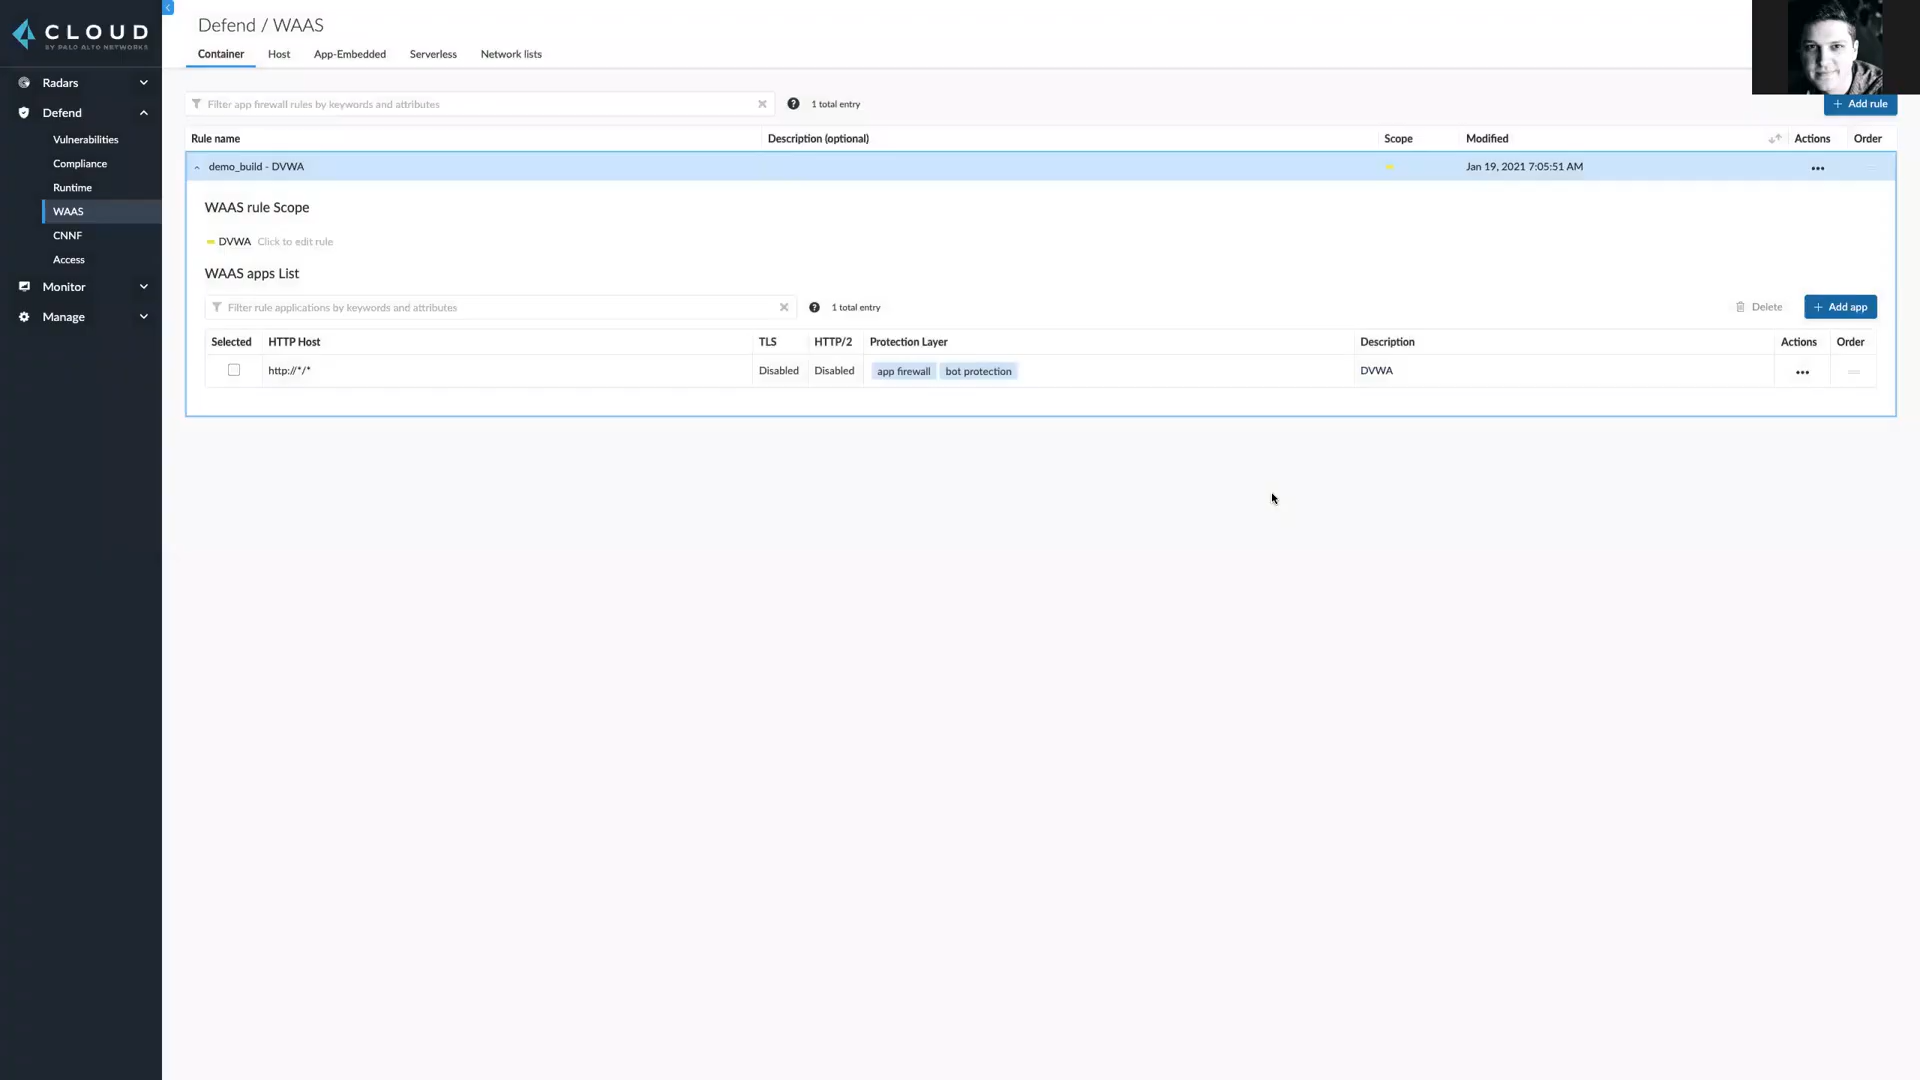 CLOUD
BY PALO ALTO NETWORKS
Radars
Defend
Vulnerabilities
Compliance
Runtime
WAAS
CNNF
Access
Monitor
Manage
Defend / WAAS
Container Host App-Embedded Serverless Network lists
Filter app firewall rules by keywords and attributes 1 total entry + Add rule
Rule name Description (optional) Scope Modified Actions Order
demo_build - DVWA Jan 19, 2021 7:05:51 AM
WAAS rule Scope
DVWA Click to edit rule
WAAS apps List
Filter rule applications by keywords and attributes 1 total entry Delete + Add app
Selected HTTP Host TLS HTTP/2 Protection Layer Description Actions Order
http://*/* Disabled Disabled app firewall bot protection DVWA